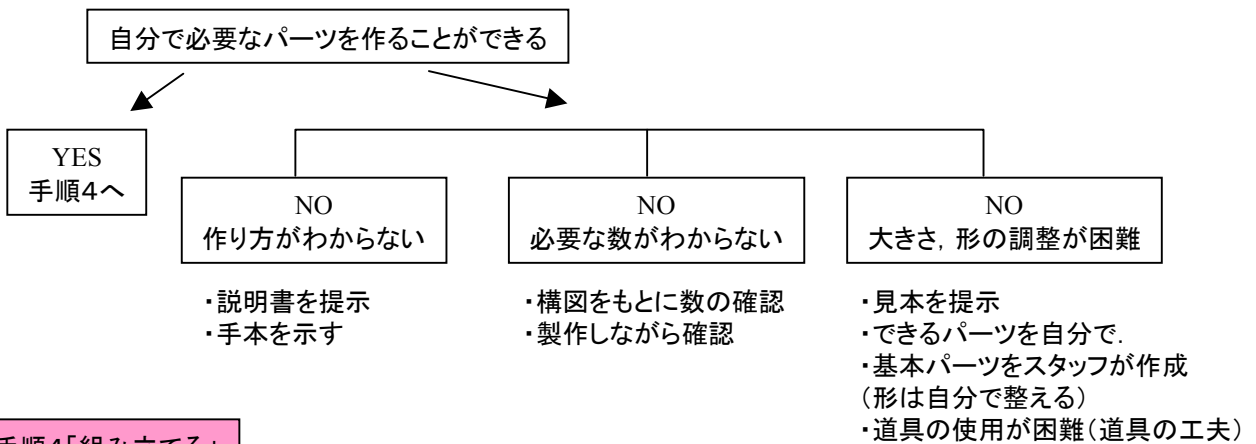 自分で必要なパーツを作ることができる
YES
手順4へ
NO
作り方がわからない
・説明書を提示
・手本を示す
NO
必要な数がわからない
・構図をもとに数の確認
・製作しながら確認
NO
大きさ，形の調整が困難
・見本を提示
・できるパーツを自分で.
・基本パーツをスタッフが作成
（形は自分で整える）
・道具の使用が困難（道具の工夫）
手順4「組み立てる」